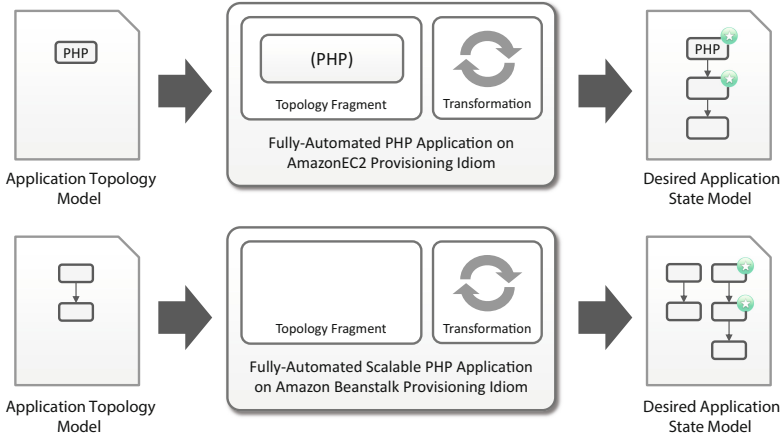 PHP
(PHP)
Topology Fragment
Transformation
Fully-Automated PHP Application on
AmazonEC2 Provisioning Idiom
PHP
Application Topology
Model
Desired Application
State Model
Topology Fragment
Transformation
Fully-Automated Scalable PHP Application
on Amazon Beanstalk Provisioning Idiom
Application Topology
Model
Desired Application
State Model